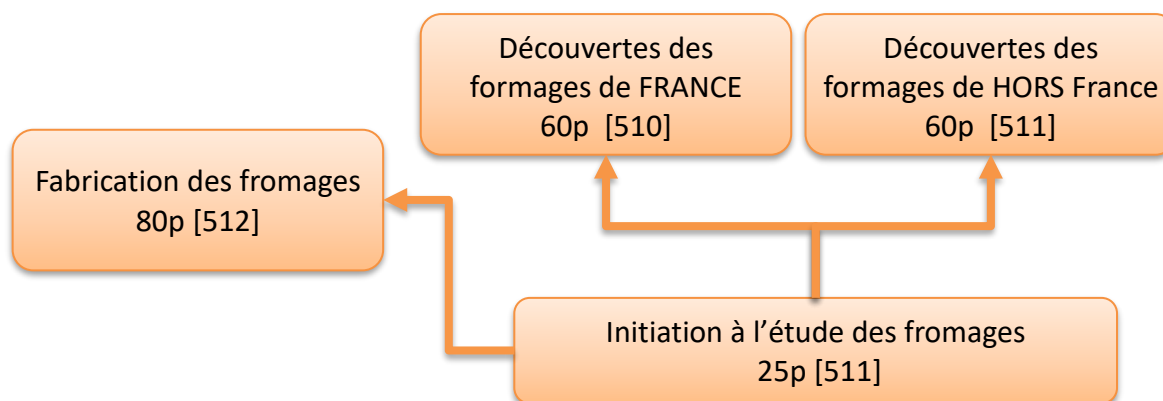 Découvertes des
formages de FRANCE
60p [510]
Découvertes des
formages de HORS France
60p [511]
Fabrication des fromages
80p [512]
Initiation à l’étude des fromages
25p [511]